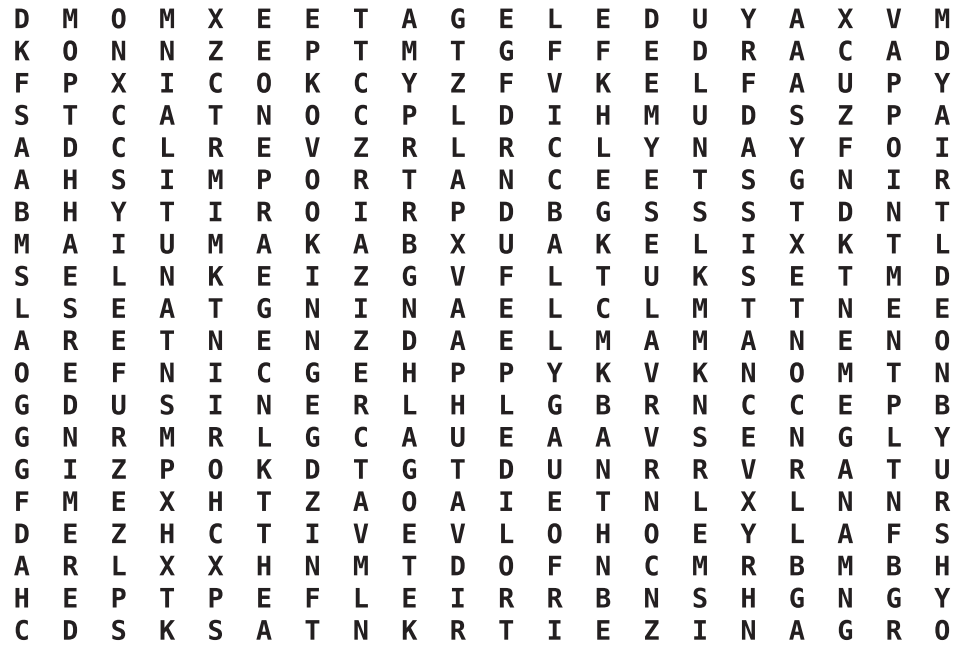 D M O M X E E T A G E L E D U Y A X V M
K O N N Z E P T M T G F F E D R A C A D
F P X I C O K C Y Z F V K E L F A U P Y
S T C A T N O C P L D I H M U D S Z P A
A D C L R E V Z R L R C L Y N A Y F O I
A H S I M P O R T A N C E E T S G N I R
B H Y T I R O I R P D B G S S S T D N T
M A I U M A K A B X U A K E L I X K T L
S E L N K E I Z G V F L T U K S E T M D
L S E A T G N I N A E L C L M T T N E E
A R E T N E N Z D A E L M A M A N E N O
O E F N I C G E H P P Y K V K N O M T N
G D U S I N E R L H L G B R N C C E P B
G N R M R L G C A U E A A V S E N G L Y
G I Z P O K D T G T D U N R R V R A T U
F M E X H T Z A O A I E T N L X L N N R
D E Z H C T I V E V L O H O E Y L A F S
A R L X X H N M T D O F N C M R B M B H
H E P T P E F L E I R R B N S H G N G Y
C D S K S A T N K R T I E Z I N A G R O